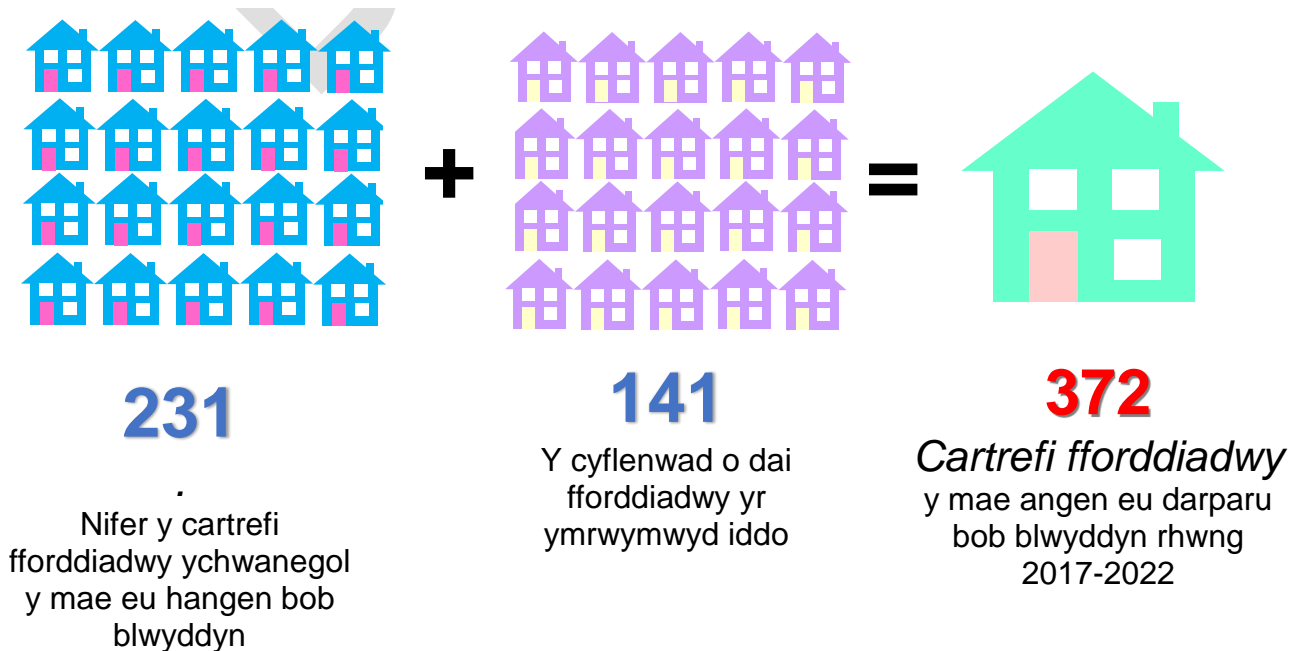 +
=
231
.
Nifer y cartrefi
fforddiadwy ychwanegol
y mae eu hangen bob
blwyddyn
141
Y cyflenwad o dai
fforddiadwy yr
ymrwymwyd iddo
372
Cartrefi fforddiadwy
y mae angen eu darparu
bob blwyddyn rhwng
2017-2022